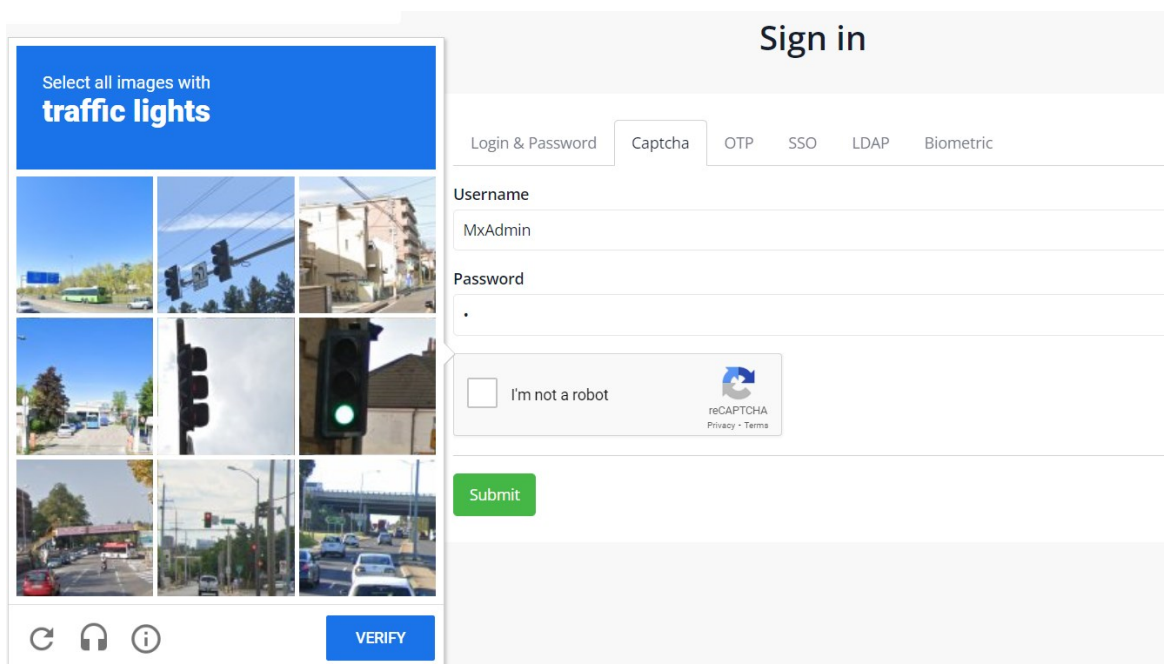 Sign in
Select all images with
traffic lights
Login & Password Captcha OTP SSO LDAP Biometric
Username
MxAdmin
Password
•
I'm not a robot
reCAPTCHA
Privacy - Terms
Submit
VERIFY